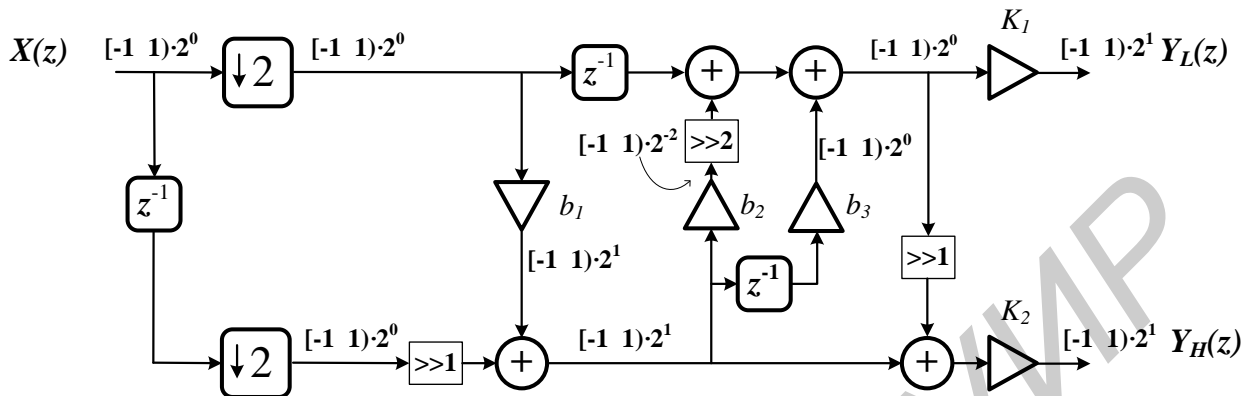 X(z)
[-1 1)·2⁰
↓2
[-1 1)·2⁰
z⁻¹
+
+
[-1 1)·2⁰
K₁
[-1 1)·2¹ Y_L(z)
[-1 1)·2⁻²
>>2
[-1 1)·2⁰
z⁻¹
b₁
b₂
b₃
>>1
[-1 1)·2¹
z⁻¹
K₂
↓2
[-1 1)·2⁰
>>1
+
[-1 1)·2¹
+
[-1 1)·2¹ Y_H(z)